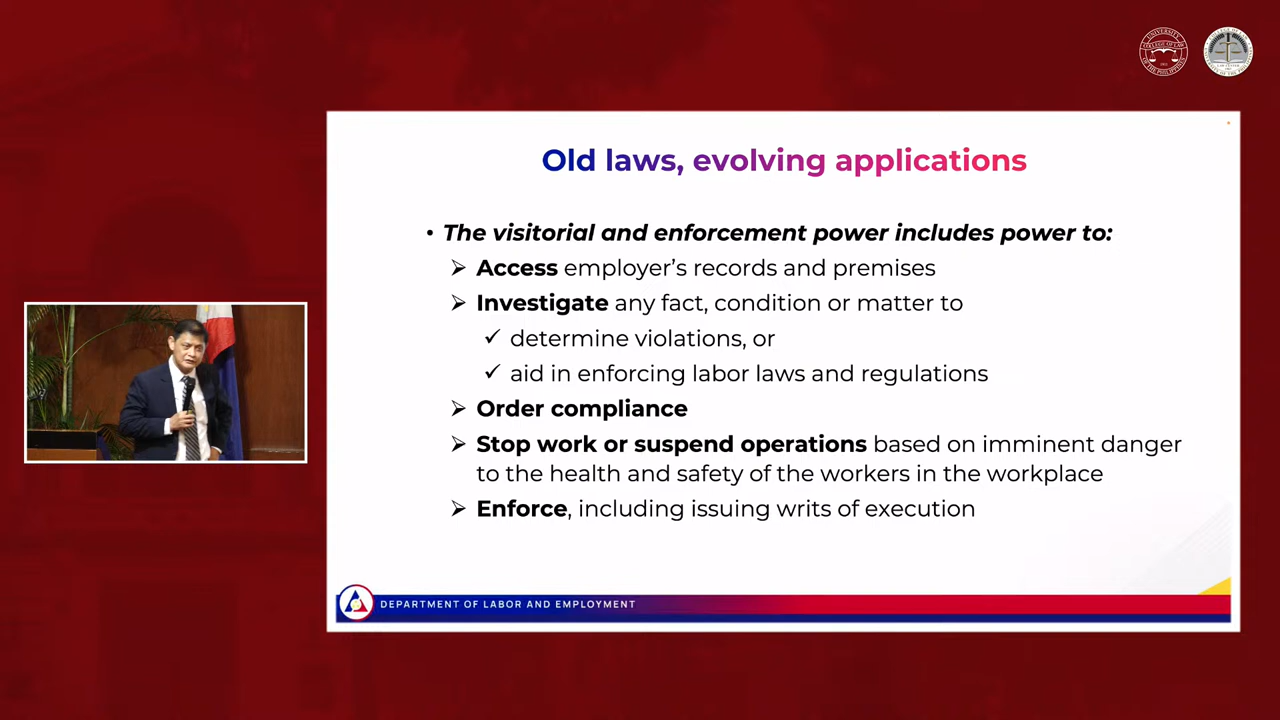 Old laws, evolving applications
• The visitorial and enforcement power includes power to:
➢ Access employer's records and premises
➢ Investigate any fact, condition or matter to
✓ determine violations, or
✓ aid in enforcing labor laws and regulations
➢ Order compliance
➢ Stop work or suspend operations based on imminent danger
to the health and safety of the workers in the workplace
➢ Enforce, including issuing writs of execution
DEPARTMENT OF LABOR AND EMPLOYMENT